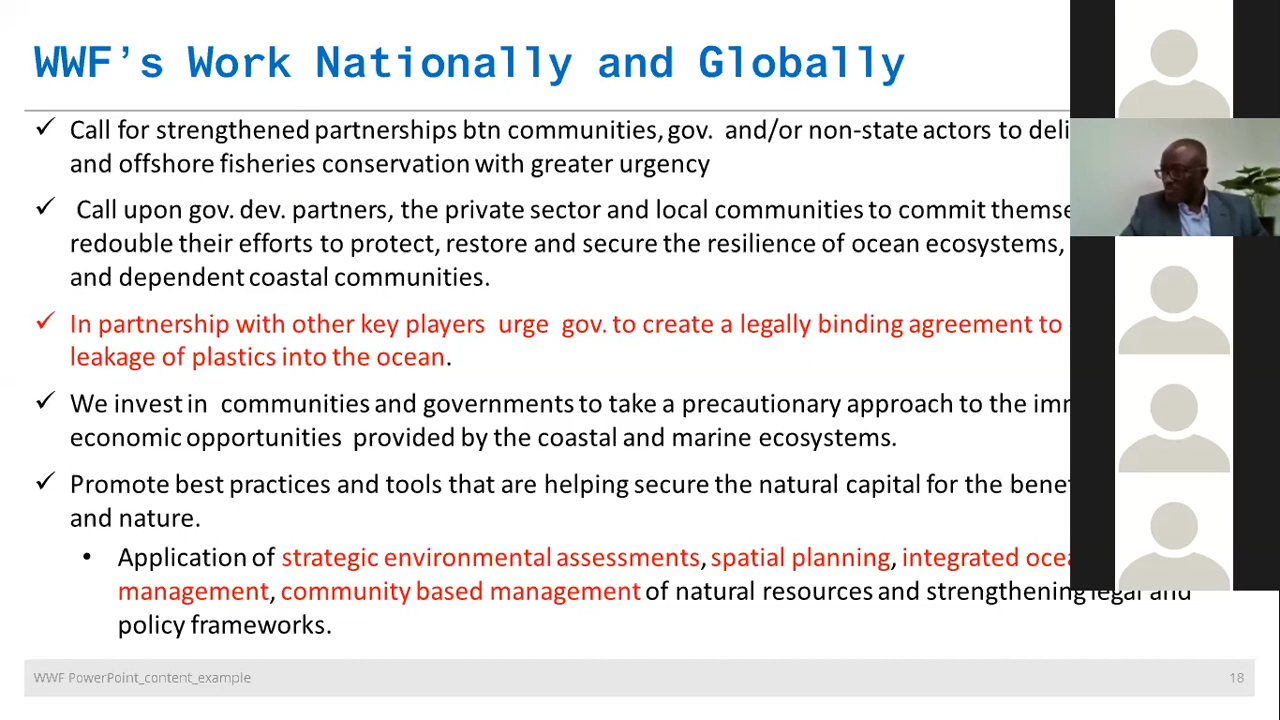 WWF’s Work Nationally and Globally
✓ Call for strengthened partnerships btn communities, gov. and/or non-state actors to
and offshore fisheries conservation with greater urgency
✓ Call upon gov. dev. partners, the private sector and local communities to commit
redouble their efforts to protect, restore and secure the resilience of ocean ecosystems,
and dependent coastal communities.
✓ In partnership with other key players urge gov. to create a legally binding agreement to
leakage of plastics into the ocean.
✓ We invest in communities and governments to take a precautionary approach to the
economic opportunities provided by the coastal and marine ecosystems.
✓ Promote best practices and tools that are helping secure the natural capital for the
and nature.
• Application of strategic environmental assessments, spatial planning, integrated
management, community based management of natural resources and strengthening legal and
policy frameworks.
WWF PowerPoint_content_example 18